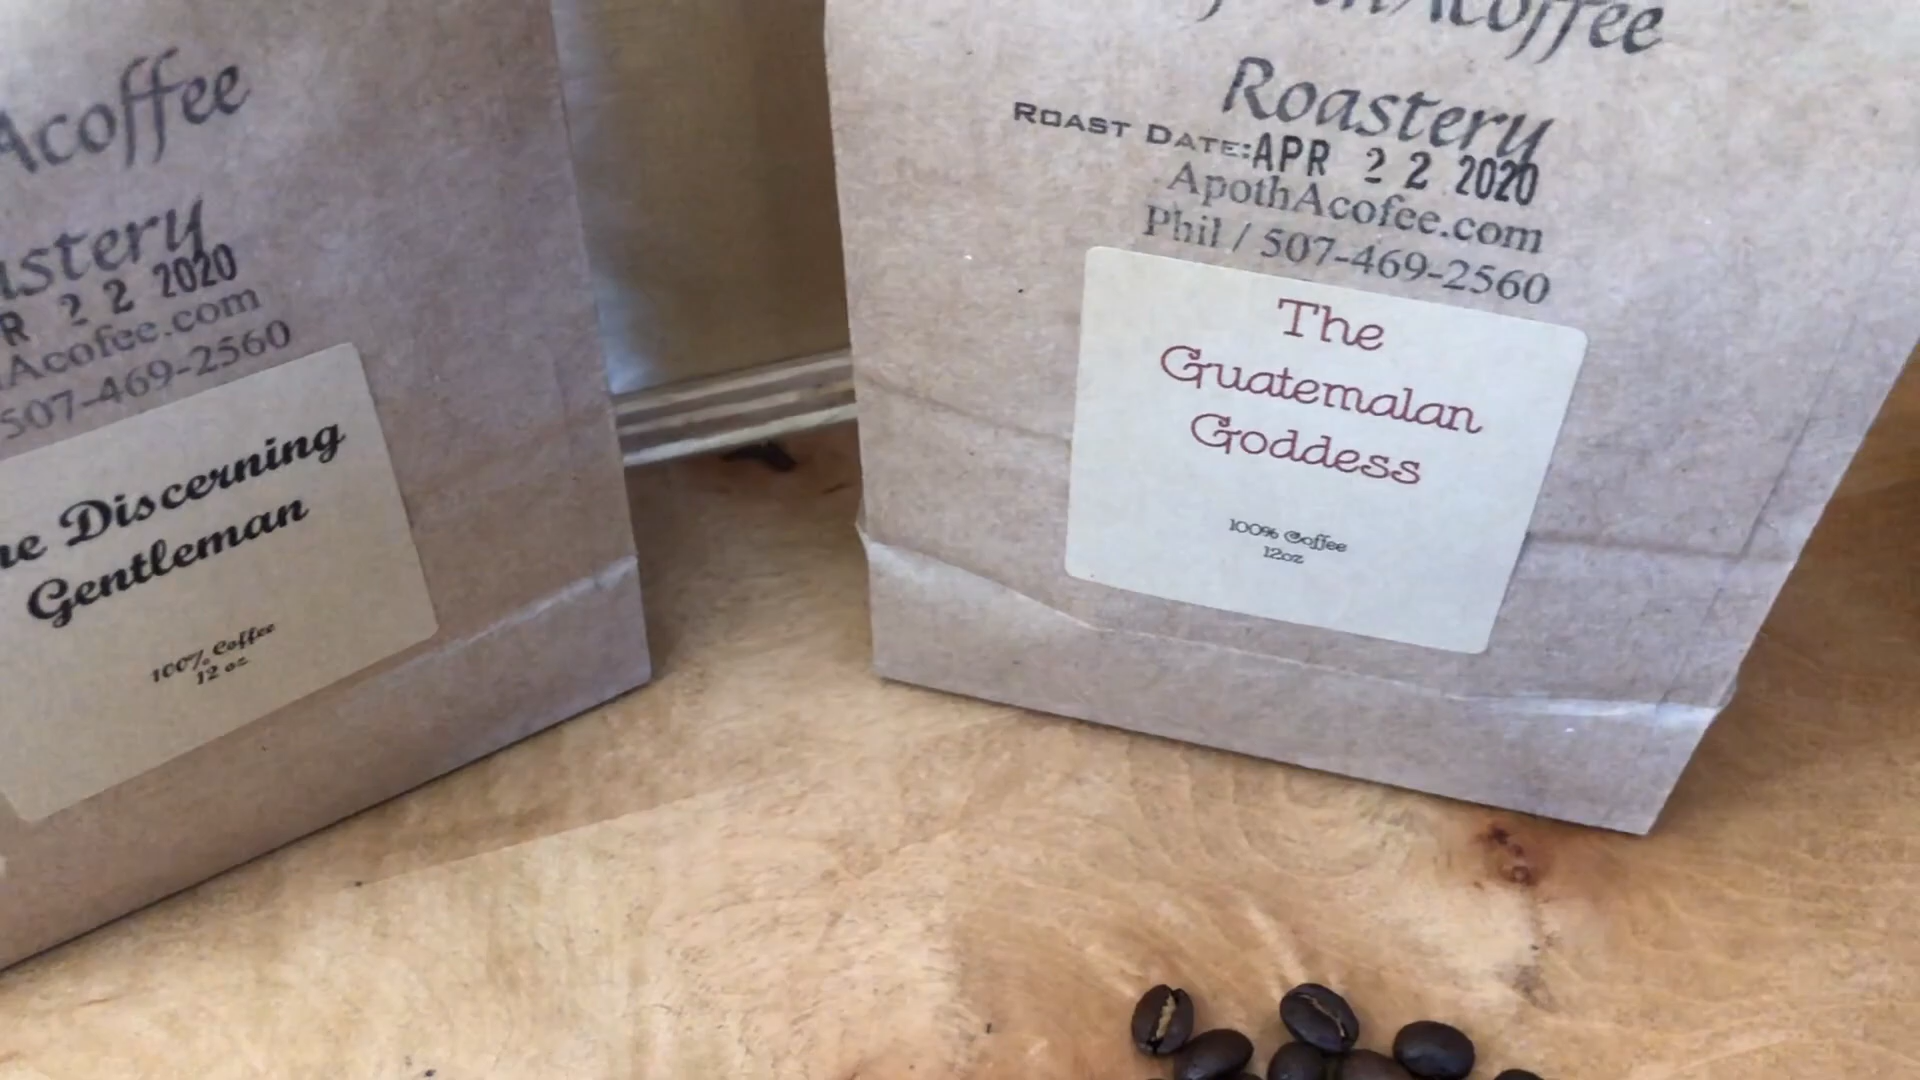 Acoffee
astery
R 2 2 2020
Acofee.com
507-469-2560
he Discerning
Gentleman
100% Coffee
12 oz
thAcoffee
Roastery
ROAST DATE: APR 2 2 2020
ApothAcofee.com
Phil / 507-469-2560
The
Guatemalan
Goddess
100% Coffee
12oz